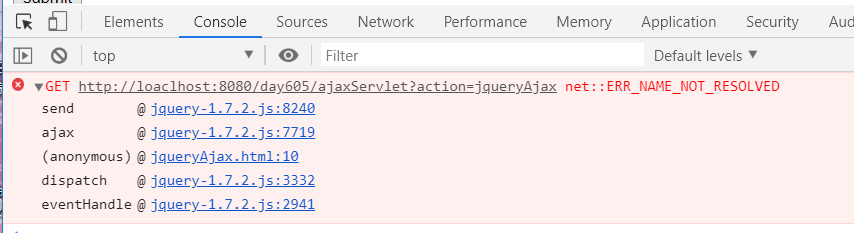 Submit
Elements Console Sources Network Performance Memory Application Security Aud
top Filter Default levels
GET http://loaclhost:8080/day605/ajaxServlet?action=jqueryAjax net::ERR_NAME_NOT_RESOLVED
send @ jquery-1.7.2.js:8240
ajax @ jquery-1.7.2.js:7719
(anonymous) @ jqueryAjax.html:10
dispatch @ jquery-1.7.2.js:3332
eventHandle @ jquery-1.7.2.js:2941